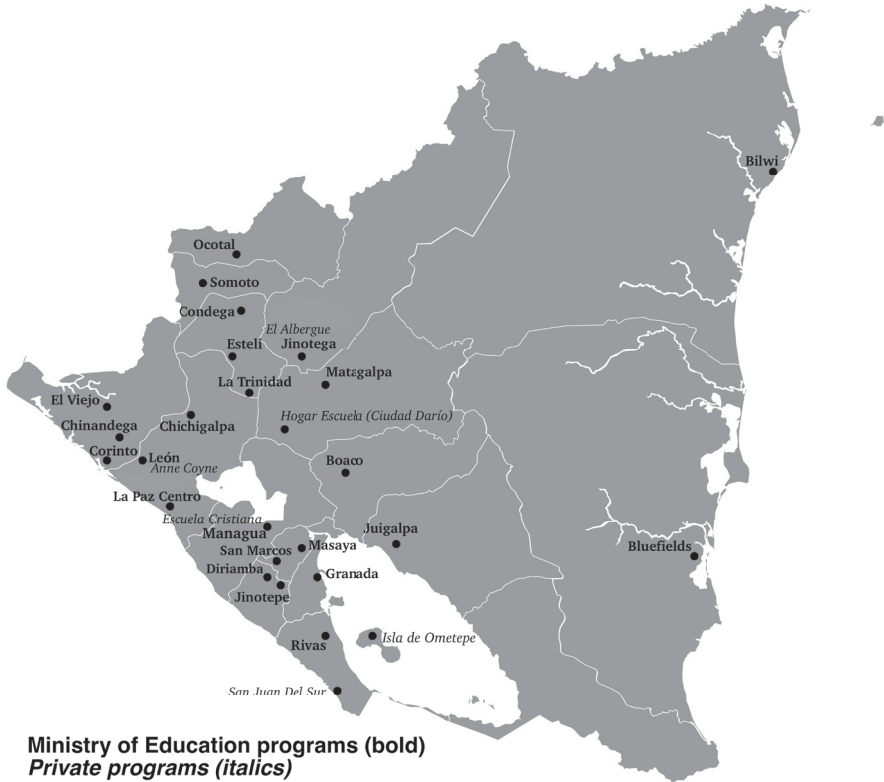 Bilwi
Ocotal
Somoto
Condega
El Albergue
Estelí Jinotega
Matagalpa
La Trinidad
El Viejo
Hogar Escuela (Ciudad Darío)
Chinandega Chichigalpa
Corinto León
Anne Coyne
Boaco
La Paz Centro
Escuela Cristiana
Managua Juigalpa
San Marcos Masaya
Bluefields
Diriamba Granada
Jinotepe
Rivas Isla de Ometepe
San Juan Del Sur
Ministry of Education programs (bold)
Private programs (italics)